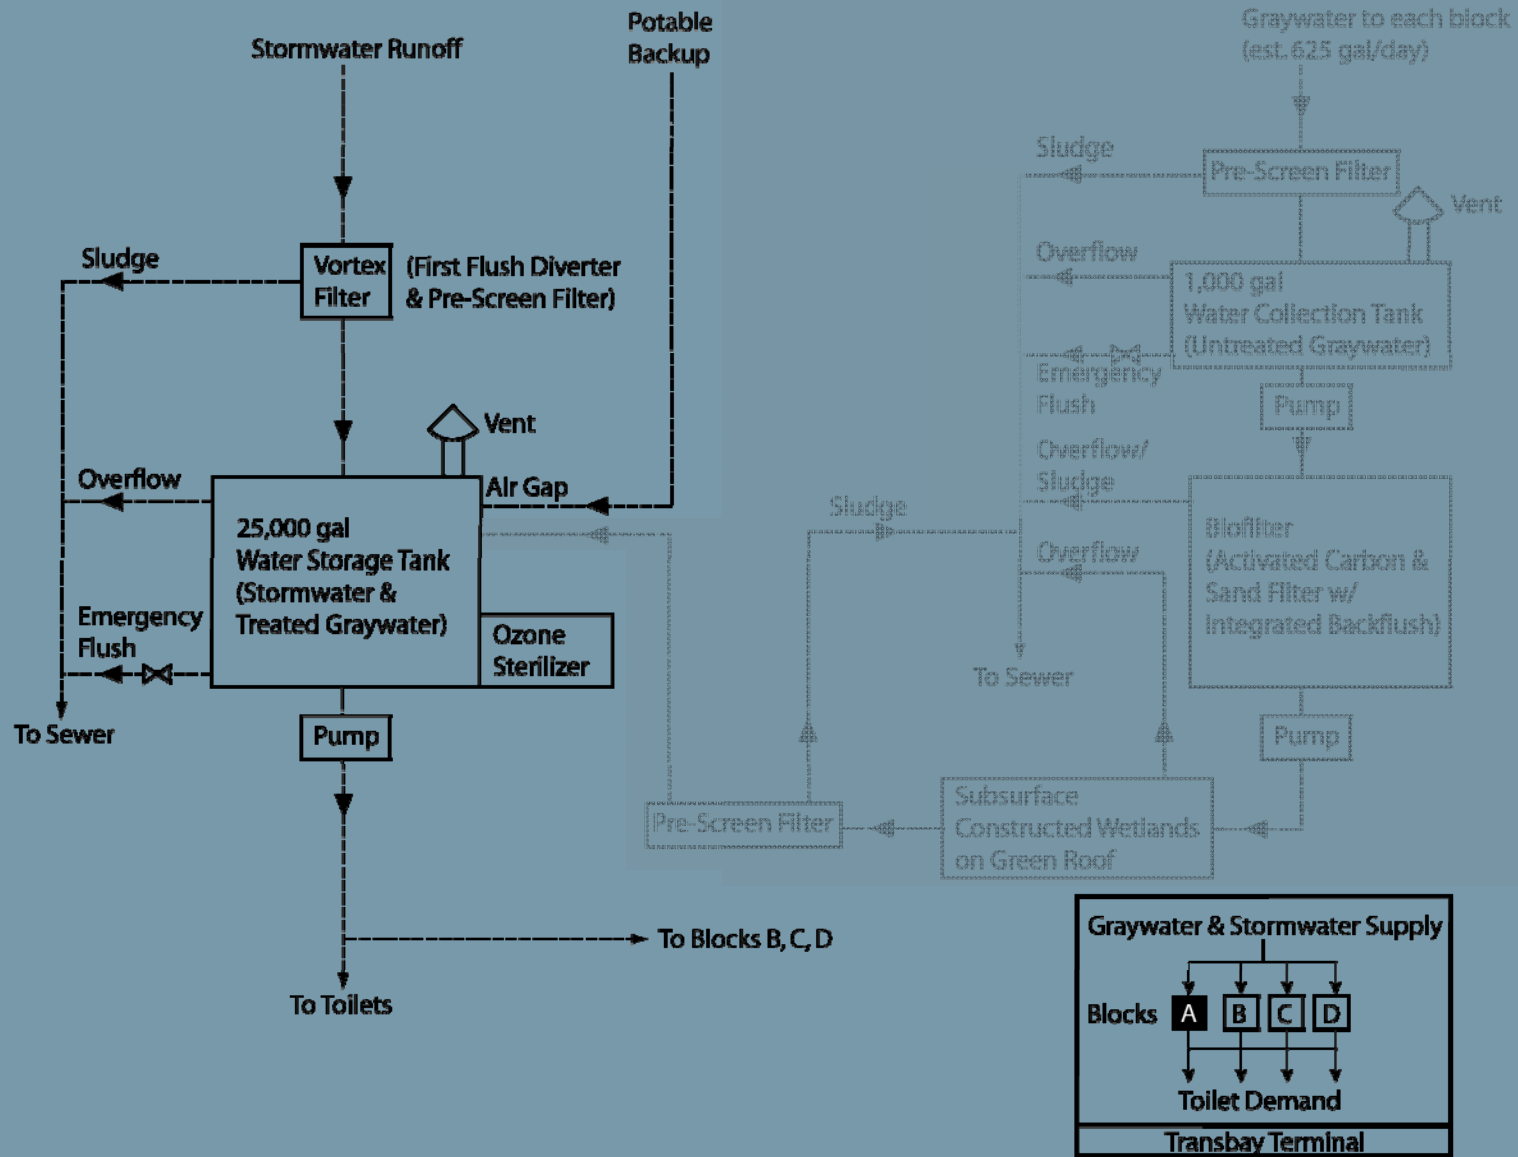 Stormwater Runoff
Potable
Backup
Graywater to each block
(est. 625 gal/day)
Sludge
Pre-Screen Filter
Vent
Sludge
Vortex
Filter
(First Flush Diverter
& Pre-Screen Filter)
Overflow
1,000 gal
Water Collection Tank
(Untreated Graywater)
Emergency
Flush
Pump
Vent
Overflow
Air Gap
Overflow/
Sludge
Sludge
25,000 gal
Water Storage Tank
(Stormwater &
Treated Graywater)
Overflow
Biofilter
(Activated Carbon &
Sand Filter w/
Integrated Backflush)
Emergency
Flush
Ozone
Sterilizer
To Sewer
To Sewer
Pump
Pump
Pre-Screen Filter
Subsurface
Constructed Wetlands
on Green Roof
To Blocks B, C, D
To Toilets
Graywater & Stormwater Supply
Blocks A B C D
Toilet Demand
Transbay Terminal